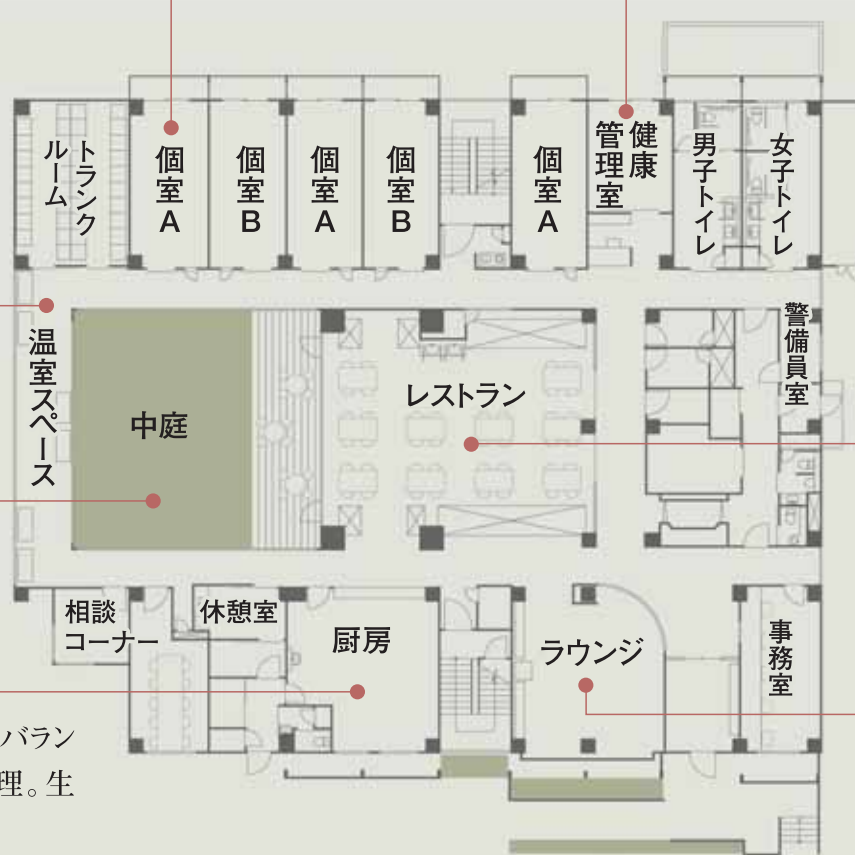 トランク
ルーム
個室A
個室B
個室A
個室B
個室A
健康
管理室
男子トイレ
女子トイレ
温室スペース
中庭
レストラン
警備員室
相談
コーナー
休憩室
厨房
ラウンジ
事務室
バラン
理。生